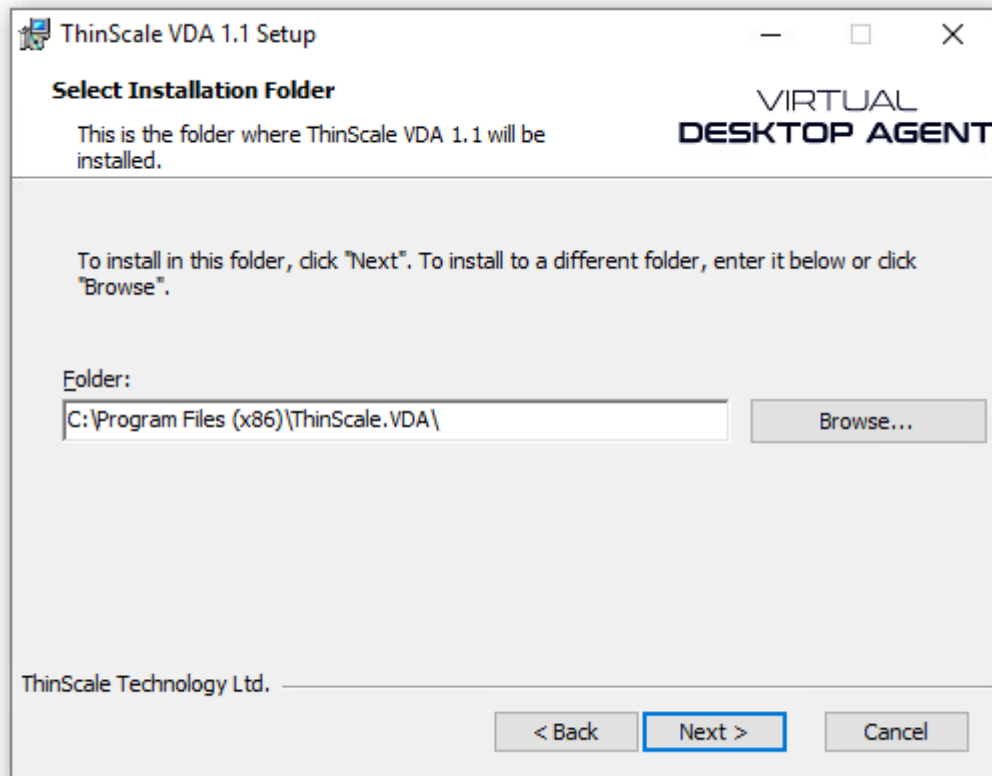 ThinScale VDA 1.1 Setup
Select Installation Folder
This is the folder where ThinScale VDA 1.1 will be
installed.
VIRTUAL
DESKTOP AGENT
To install in this folder, click "Next". To install to a different folder, enter it below or click
"Browse".
Folder:
C:\Program Files (x86)\ThinScale.VDA\
Browse...
ThinScale Technology Ltd.
< Back
Next >
Cancel